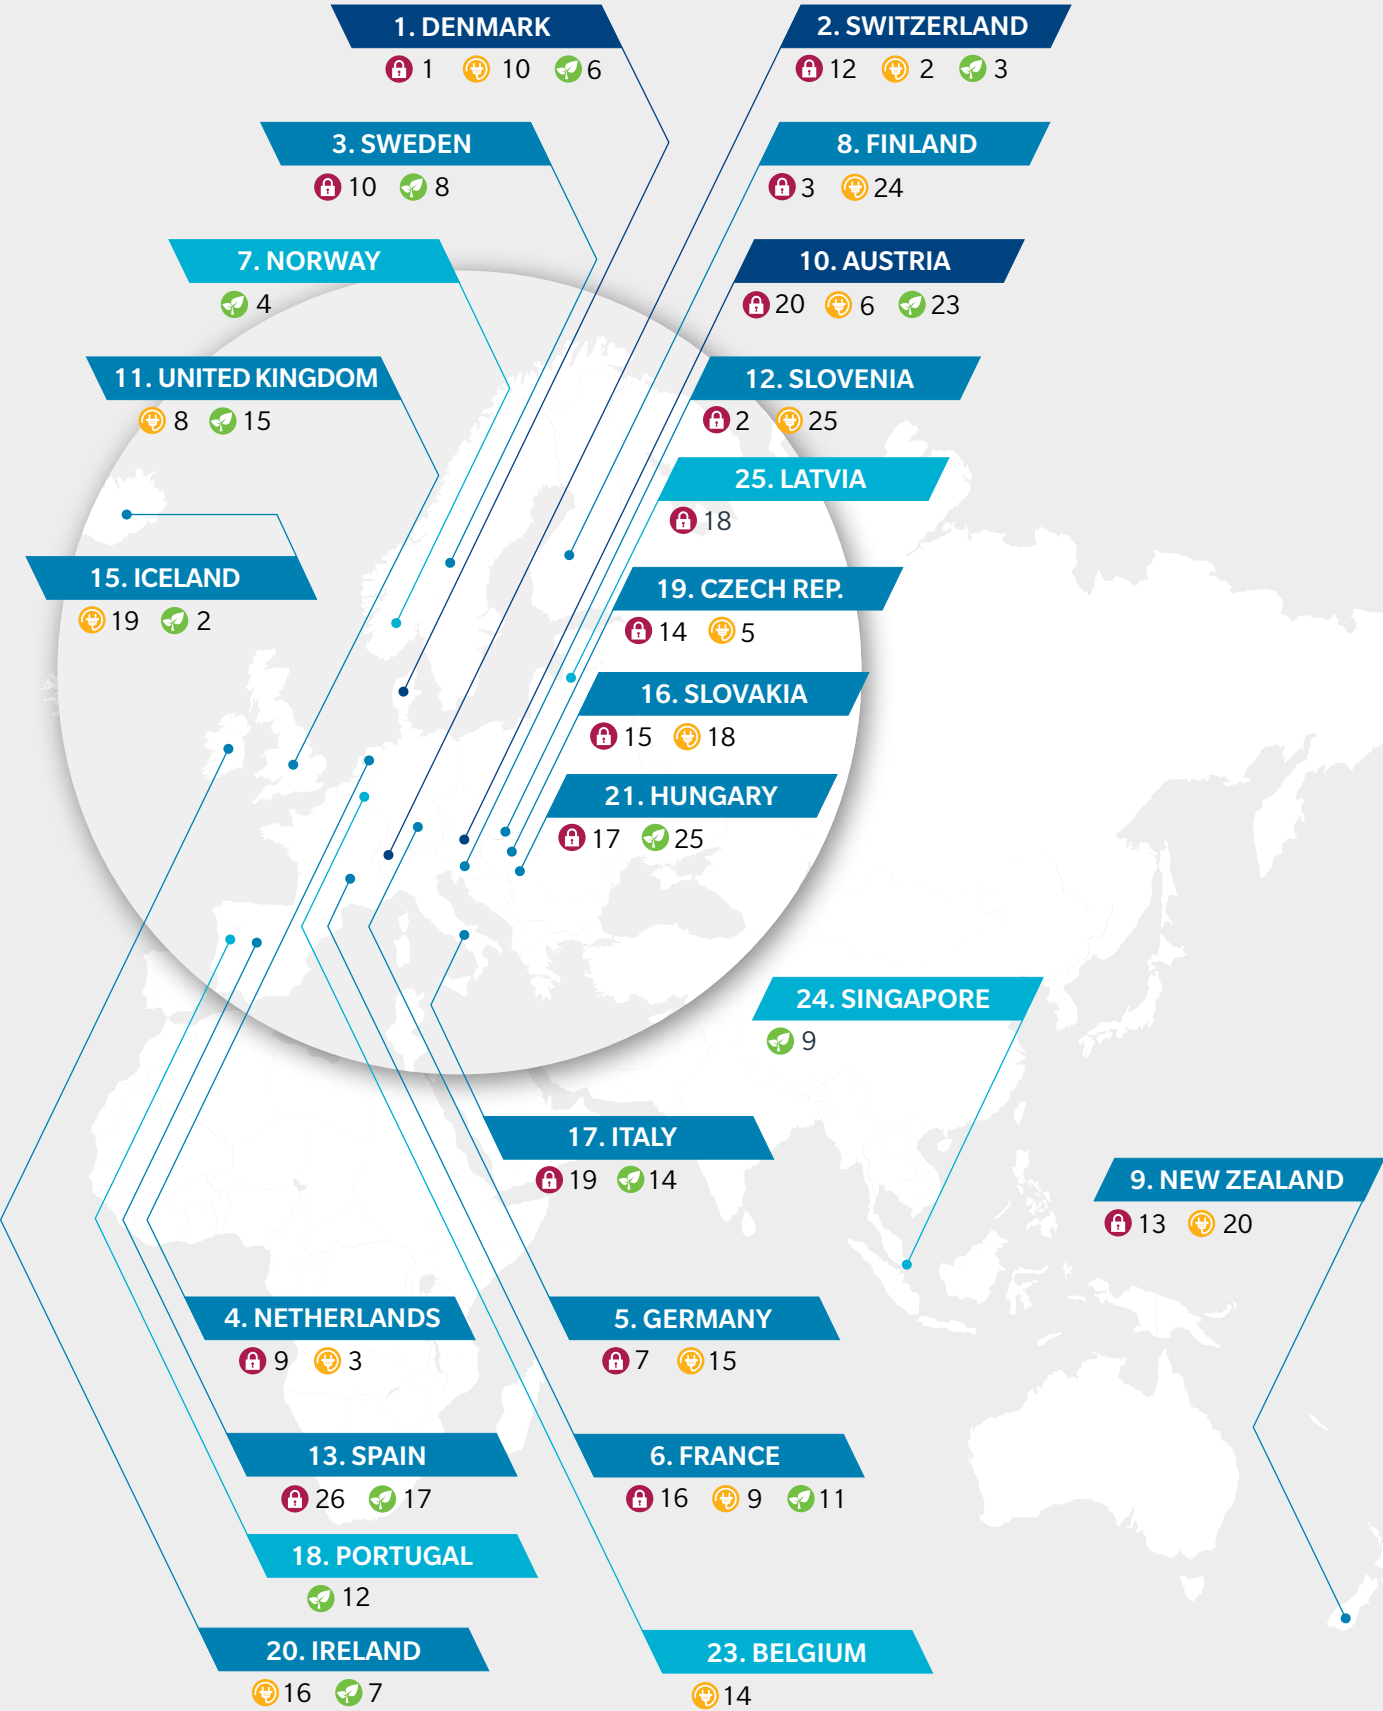 1. DENMARK
1 10 6
2. SWITZERLAND
12 2 3
3. SWEDEN
10 8
8. FINLAND
3 24
7. NORWAY
4
10. AUSTRIA
20 6 23
11. UNITED KINGDOM
8 15
12. SLOVENIA
2 25
25. LATVIA
18
15. ICELAND
19 2
19. CZECH REP.
14 5
16. SLOVAKIA
15 18
21. HUNGARY
17 25
24. SINGAPORE
9
17. ITALY
19 14
9. NEW ZEALAND
13 20
4. NETHERLANDS
9 3
5. GERMANY
7 15
13. SPAIN
26 17
6. FRANCE
16 9 11
18. PORTUGAL
12
20. IRELAND
16 7
23. BELGIUM
14